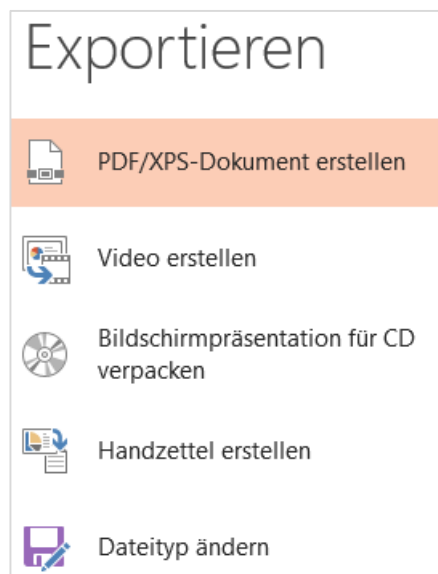 Exportieren
PDF/XPS-Dokument erstellen
Video erstellen
Bildschirmpräsentation für CD
verpacken
Handzettel erstellen
Dateityp ändern